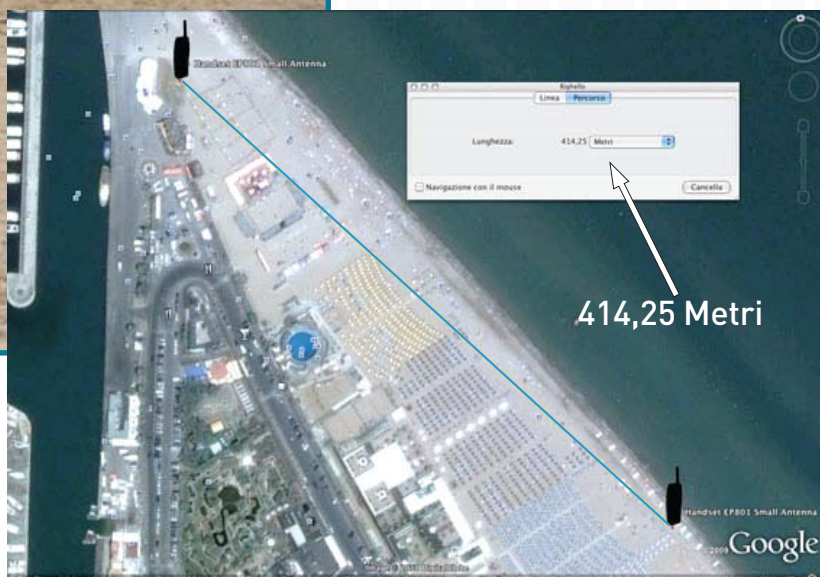 Handset EP801 Small Antenna
Righello
Linea Percorso
Lunghezza: 414,25 Metri
Navigazione con il mouse
Cancella
414,25 Metri
Handset EP801 Small Antenna
©2009 Google